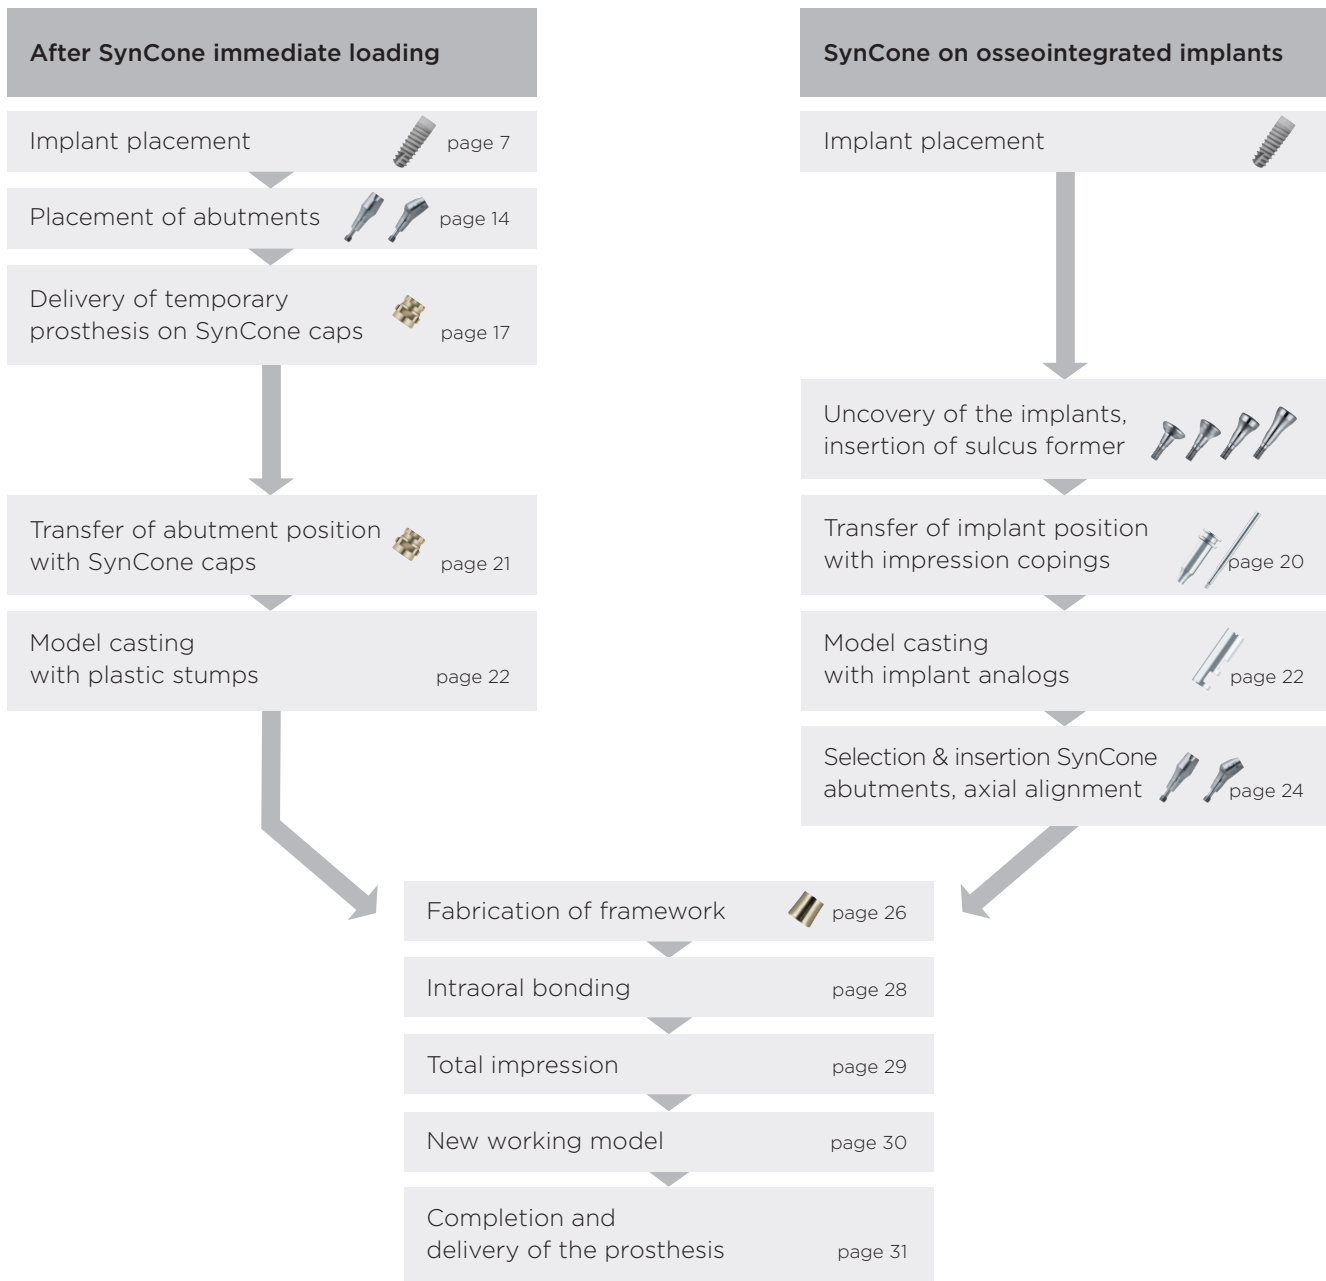 After SynCone immediate loading
Implant placement page 7
Placement of abutments page 14
Delivery of temporary
prosthesis on SynCone caps page 17
Transfer of abutment position
with SynCone caps page 21
Model casting
with plastic stumps page 22
SynCone on osseointegrated implants
Implant placement
Uncovery of the implants,
insertion of sulcus former
Transfer of implant position
with impression copings page 20
Model casting
with implant analogs page 22
Selection & insertion SynCone
abutments, axial alignment page 24
Fabrication of framework page 26
Intraoral bonding page 28
Total impression page 29
New working model page 30
Completion and
delivery of the prosthesis page 31